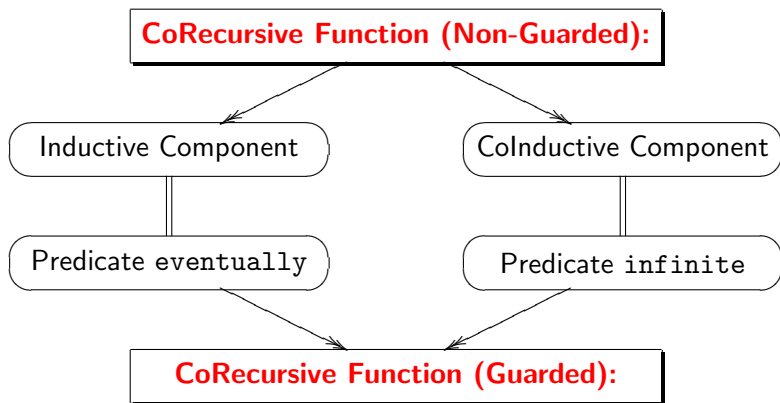 CoRecursive Function (Non-Guarded):
Inductive Component
CoInductive Component
Predicate eventually
Predicate infinite
CoRecursive Function (Guarded):